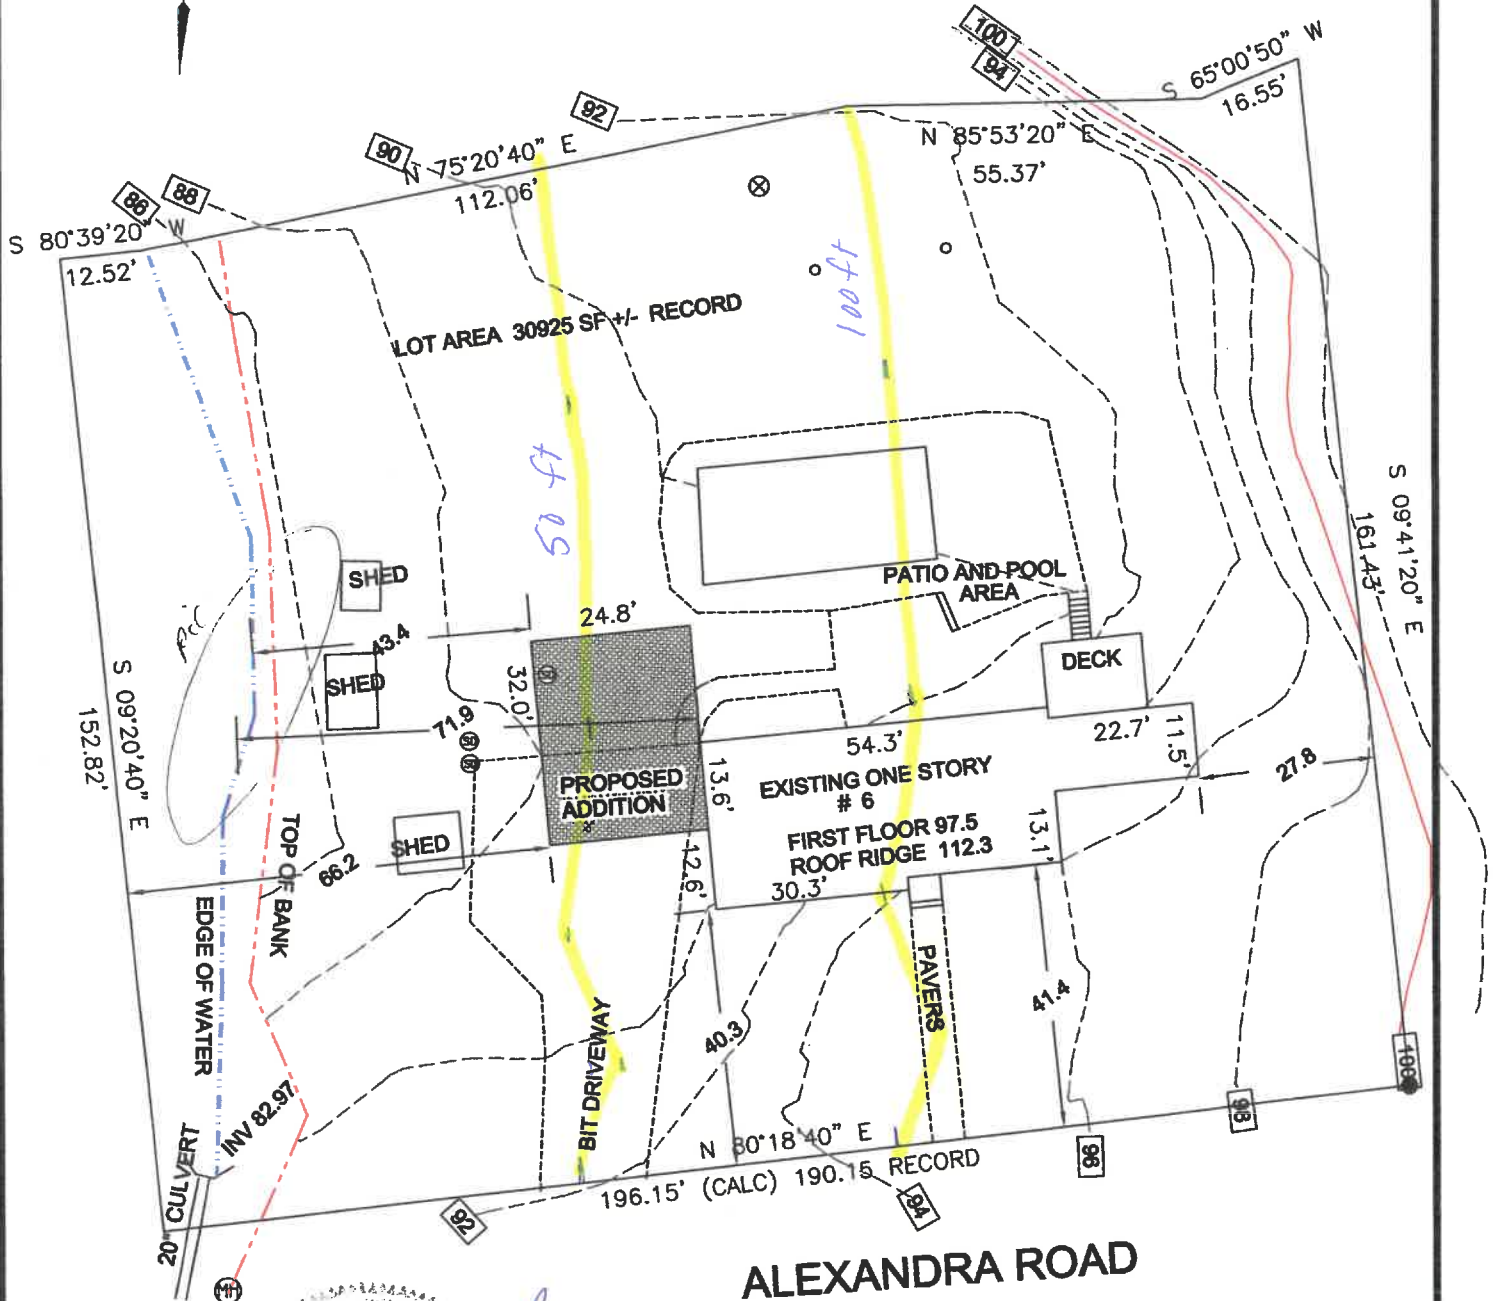 100
94
S 65°00'50" W
16.55'
92
N 85°53'20" E
55.37'
90
N 75°20'40" E
112.06'
88
86
S 80°39'20" W
12.52'
100ft
LOT AREA 30925 SF +/- RECORD
50 ft
S 09°41'20" E
161.43'
SHED
PATIO AND POOL
AREA
24.8'
43.4
DECK
SHED
32.0'
S 09°20'40" E
152.82'
71.9
54.3'
22.7'
11.5'
27.8
PROPOSED
ADDITION
13.6'
EXISTING ONE STORY
# 6
FIRST FLOOR 97.5
ROOF RIDGE 112.3
13.1'
SHED
TOP OF BANK
66.2
12.6'
30.3'
EDGE OF WATER
PAVERS
41.4
40.3
BIT DRIVEWAY
INV 82.97
100
98
96
N 80°18'40" E
196.15' (CALC) 190.15 RECORD
20" CULVERT
92
94
MH
ALEXANDRA ROAD